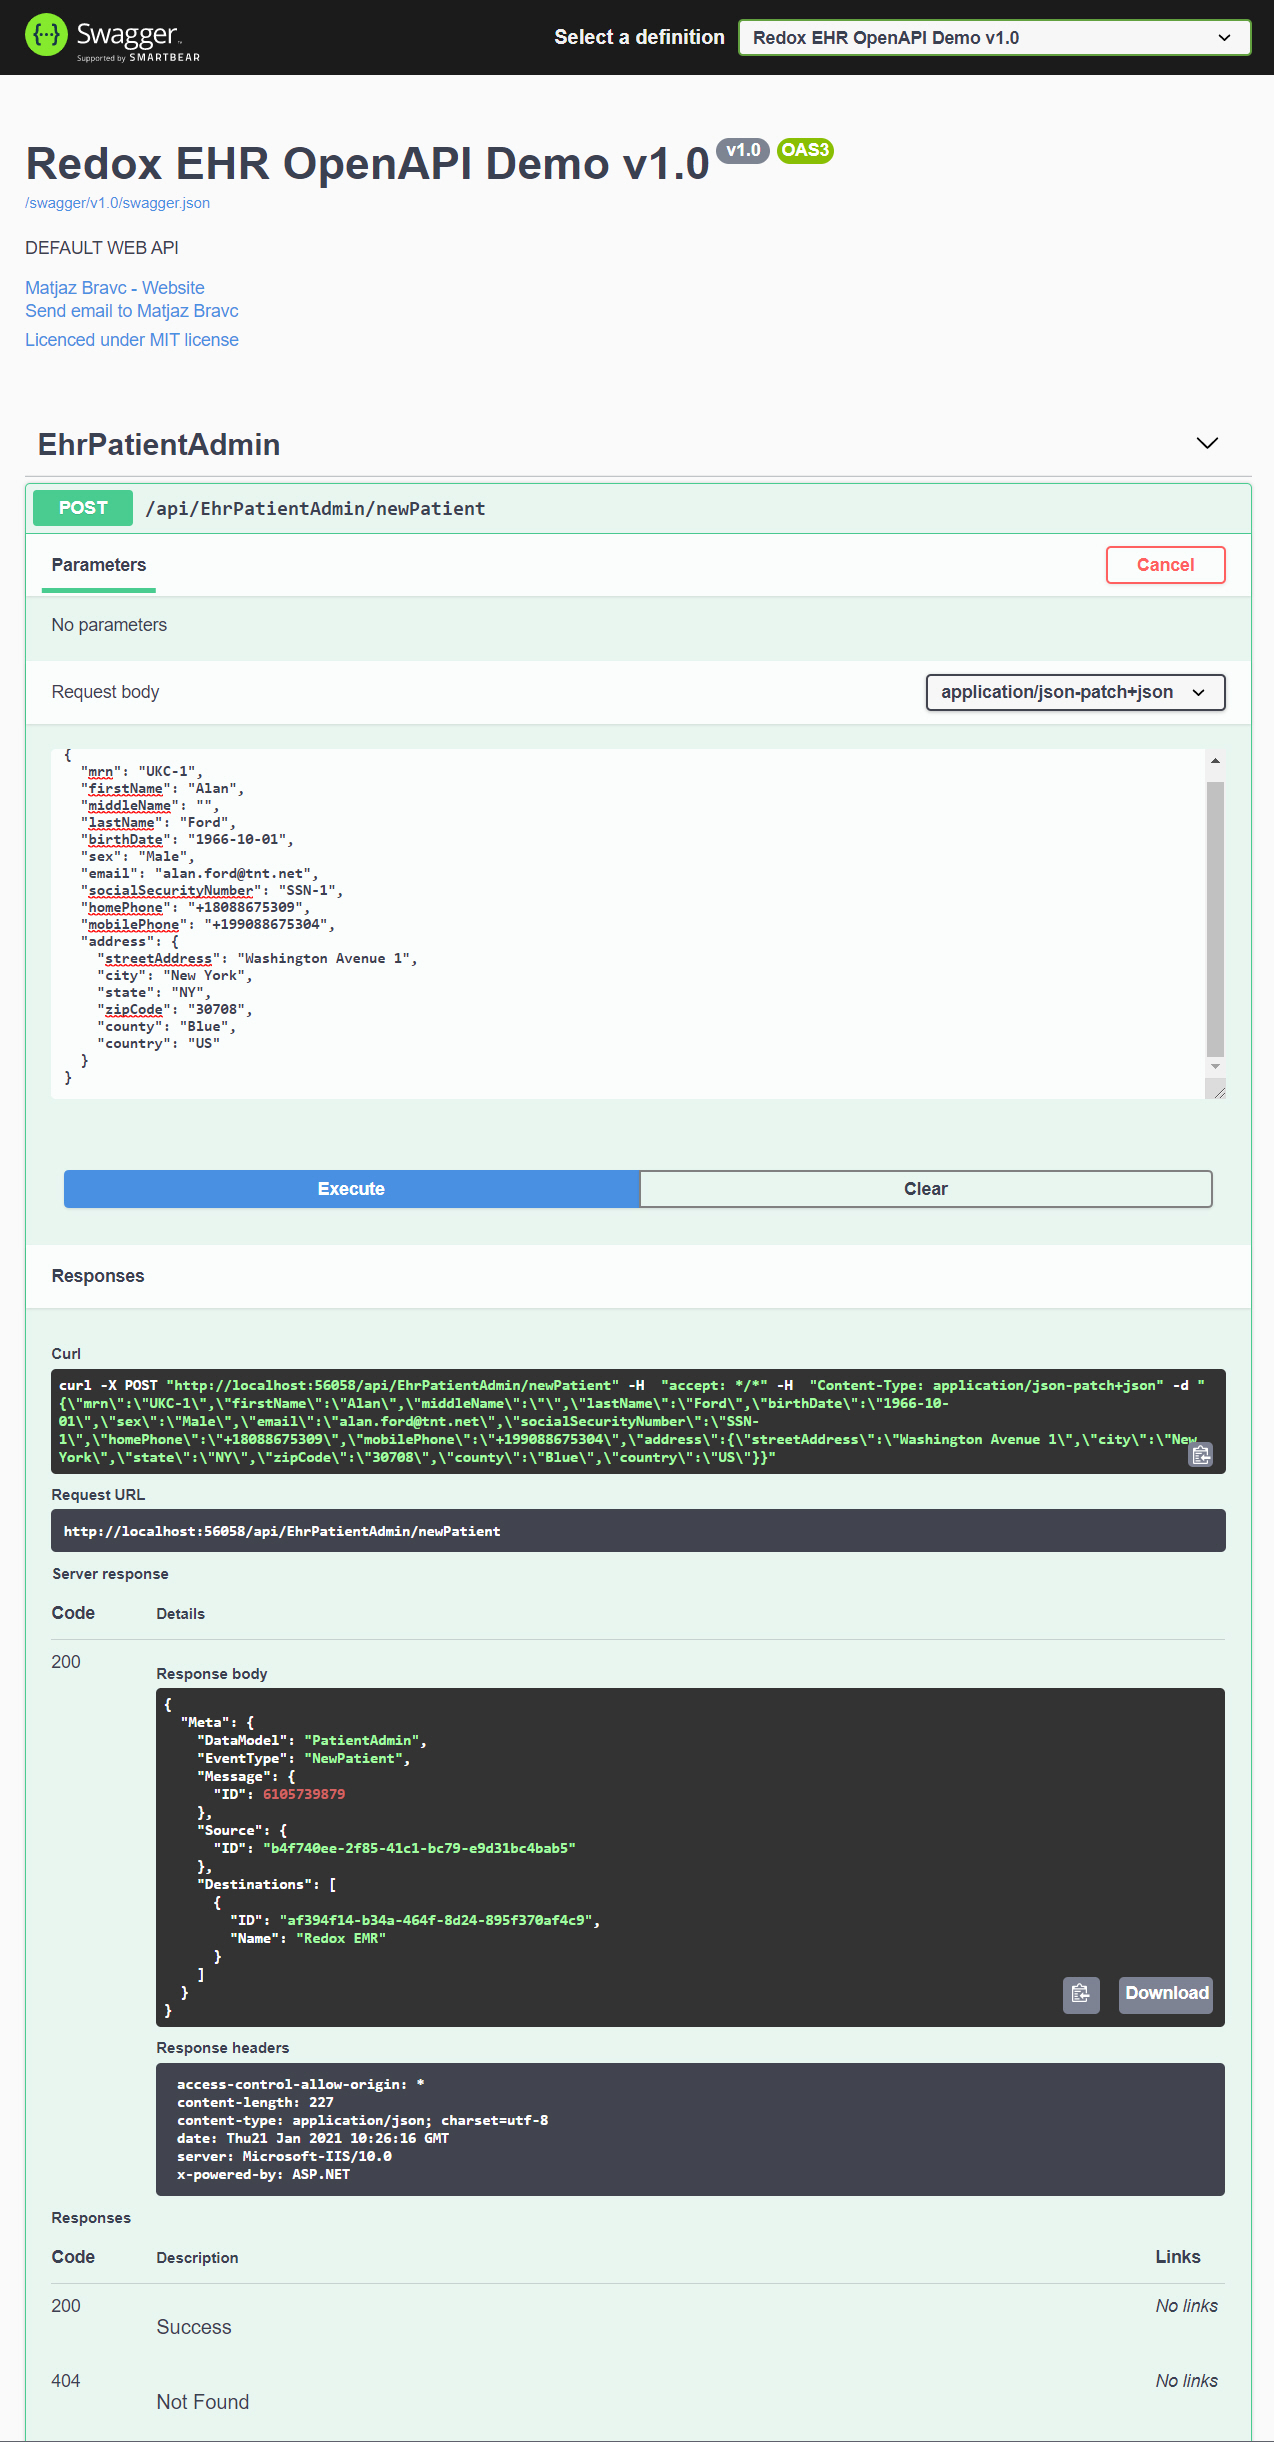 Swagger
Supported by SMARTBEAR
Select a definition
Redox EHR OpenAPI Demo v1.0
Redox EHR OpenAPI Demo v1.0 v1.0 OAS3
/swagger/v1.0/swagger.json
DEFAULT WEB API
Matjaz Bravc - Website
Send email to Matjaz Bravc
Licenced under MIT license
EhrPatientAdmin
POST /api/EhrPatientAdmin/newPatient
Parameters
Cancel
No parameters
Request body
application/json-patch+json
{
  "mrn": "UKC-1",
  "firstName": "Alan",
  "middleName": "",
  "lastName": "Ford",
  "birthDate": "1966-10-01",
  "sex": "Male",
  "email": "alan.ford@tnt.net",
  "socialSecurityNumber": "SSN-1",
  "homePhone": "+18088675309",
  "mobilePhone": "+199088675304",
  "address": {
    "streetAddress": "Washington Avenue 1",
    "city": "New York",
    "state": "NY",
    "zipCode": "30708",
    "county": "Blue",
    "country": "US"
  }
}
Execute
Clear
Responses
Curl
curl -X POST "http://localhost:56058/api/EhrPatientAdmin/newPatient" -H  "accept: */*" -H  "Content-Type: application/json-patch+json" -d "
{\"mrn\":\"UKC-1\",\"firstName\":\"Alan\",\"middleName\":\"\",\"lastName\":\"Ford\",\"birthDate\":\"1966-10-
01\",\"sex\":\"Male\",\"email\":\"alan.ford@tnt.net\",\"socialSecurityNumber\":\"SSN-
1\",\"homePhone\":\"+18088675309\",\"mobilePhone\":\"+199088675304\",\"address\":{\"streetAddress\":\"Washington Avenue 1\",\"city\":\"New
York\",\"state\":\"NY\",\"zipCode\":\"30708\",\"county\":\"Blue\",\"country\":\"US\"}}"
Request URL
http://localhost:56058/api/EhrPatientAdmin/newPatient
Server response
Code Details
200
Response body
{
  "Meta": {
    "DataModel": "PatientAdmin",
    "EventType": "NewPatient",
    "Message": {
      "ID": 6105739879
    },
    "Source": {
      "ID": "b4f740ee-2f85-41c1-bc79-e9d31bc4bab5"
    },
    "Destinations": [
      {
        "ID": "af394f14-b34a-464f-8d24-895f370af4c9",
        "Name": "Redox EMR"
      }
    ]
  }
}
Download
Response headers
access-control-allow-origin: *
content-length: 227
content-type: application/json; charset=utf-8
date: Thu21 Jan 2021 10:26:16 GMT
server: Microsoft-IIS/10.0
x-powered-by: ASP.NET
Responses
Code Description Links
200 No links
Success
404 No links
Not Found